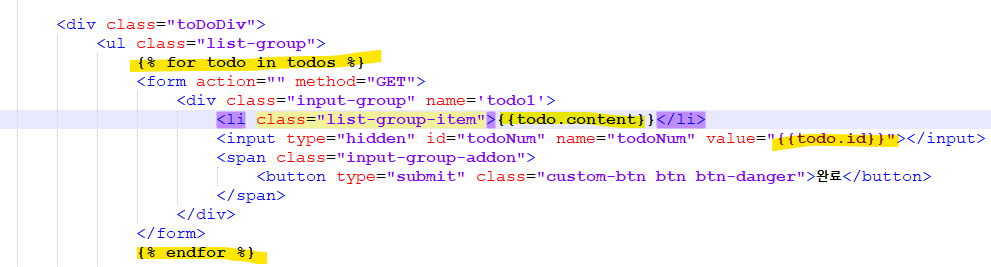 <div class="toDoDiv">
<ul class="list-group">
{% for todo in todos %}
<form action="" method="GET">
<div class="input-group" name='todo1'>
<li class="list-group-item">{{todo.content}}</li>
<input type="hidden" id="todoNum" name="todoNum" value="{{todo.id}}"></input>
<span class="input-group-addon">
<button type="submit" class="custom-btn btn btn-danger">완료</button>
</span>
</div>
</form>
{% endfor %}